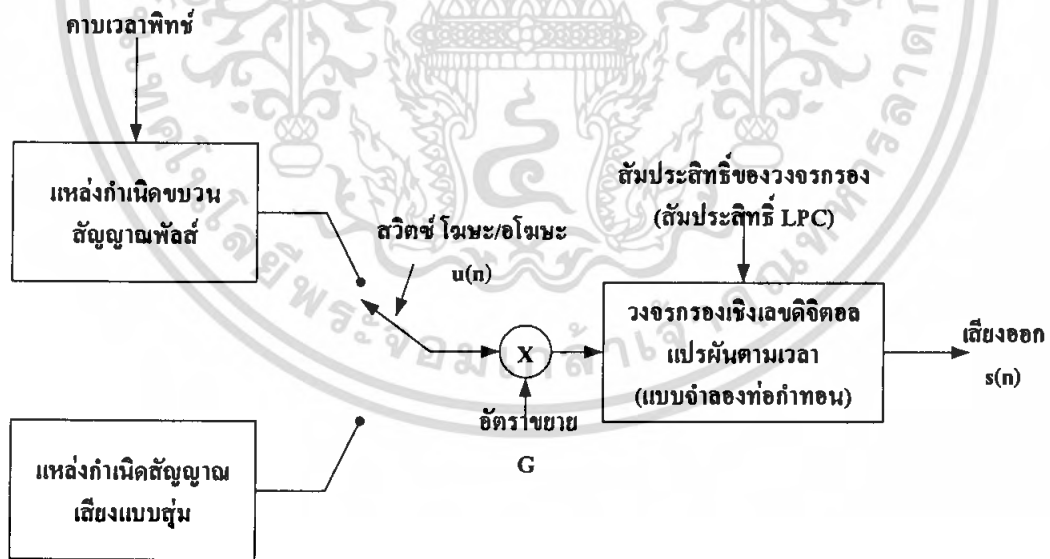 คาบเวลาพิทช์
แหล่งกำเนิดขบวน
สัญญาณพัลส์
สวิตซ์ โฆษะ/อโฆษะ
u(n)
สัมประสิทธิ์ของวงจรกรอง
(สัมประสิทธิ์ LPC)
X
อัตราขยาย
G
วงจรกรองเชิงเลขดิจิตอล
แปรผันตามเวลา
(แบบจำลองท่อกำทอน)
เสียงออก
s(n)
แหล่งกำเนิดสัญญาณ
เสียงแบบสุ่ม